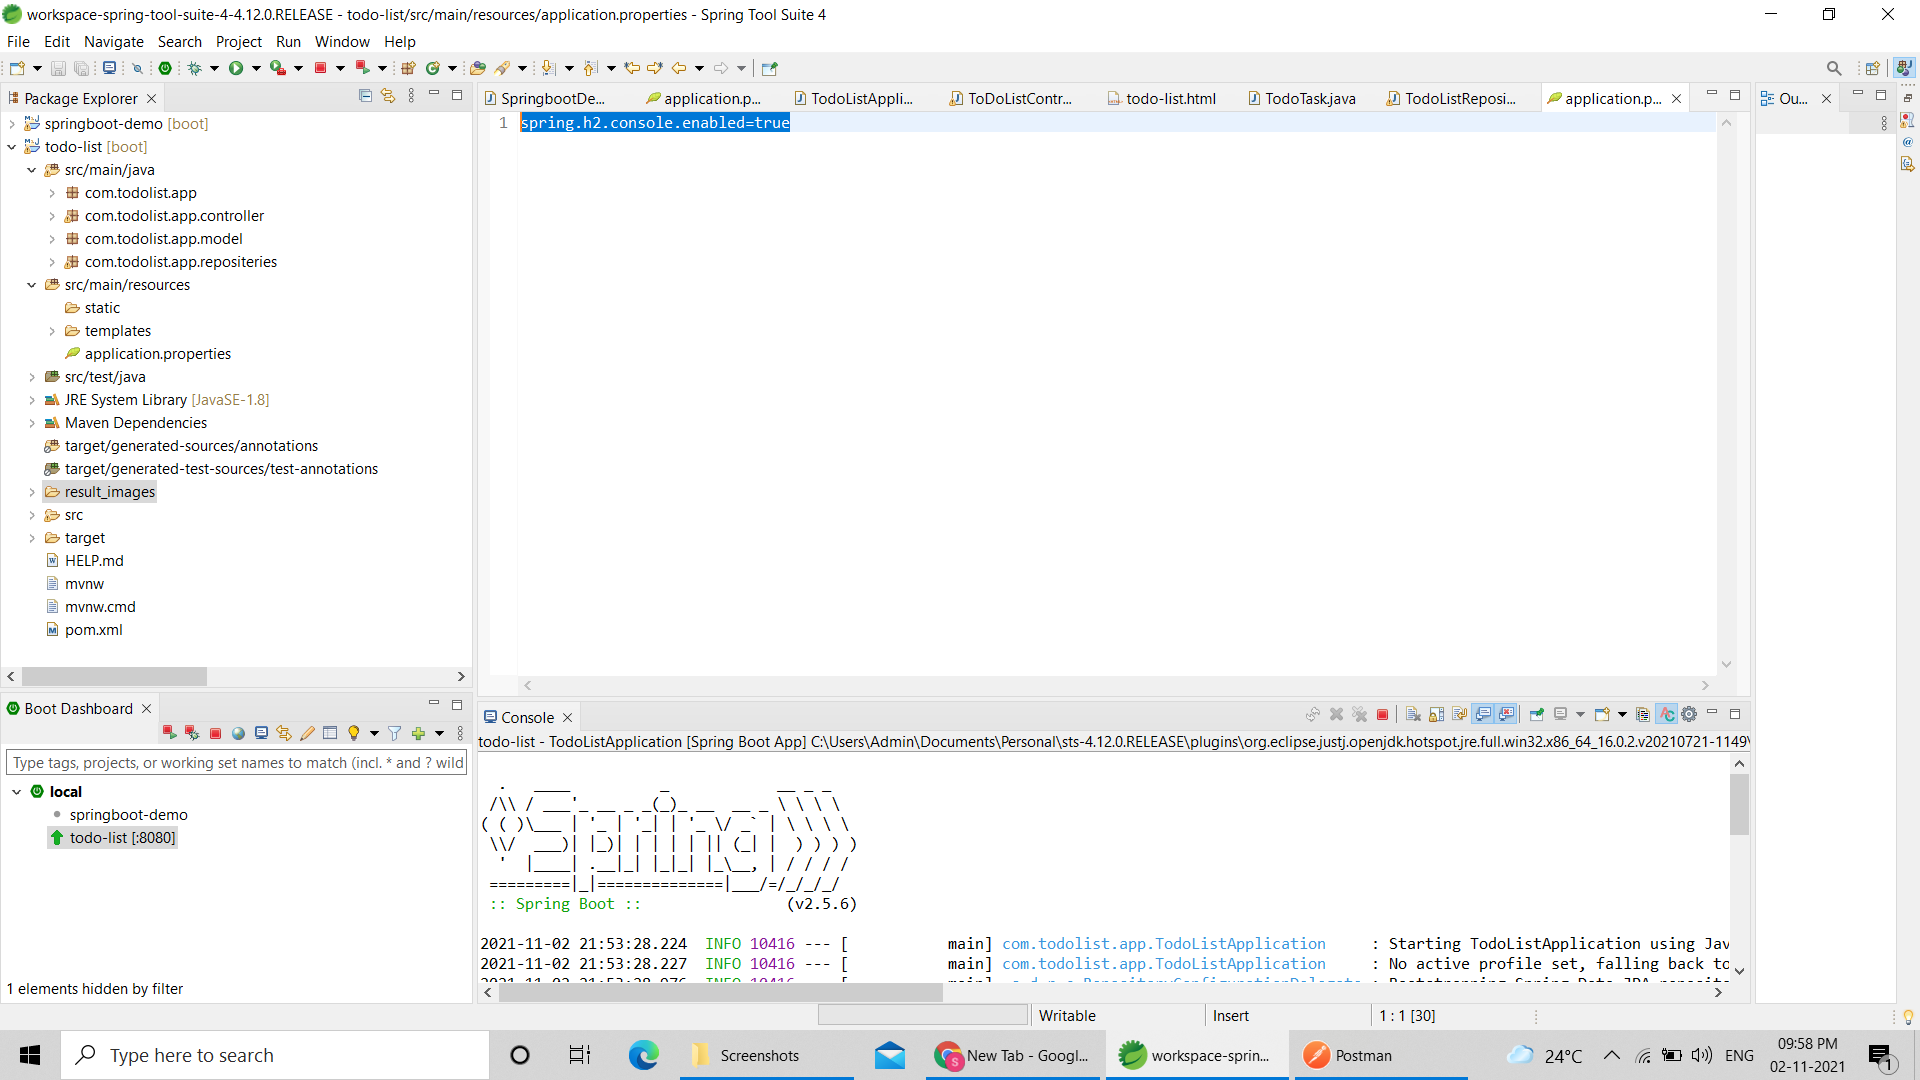 workspace-spring-tool-suite-4-4.12.0.RELEASE - todo-list/src/main/resources/application.properties - Spring Tool Suite 4
File Edit Navigate Search Project Run Window Help
Package Explorer
springboot-demo [boot]
todo-list [boot]
src/main/java
com.todolist.app
com.todolist.app.controller
com.todolist.app.model
com.todolist.app.repositeries
src/main/resources
static
templates
application.properties
src/test/java
JRE System Library [JavaSE-1.8]
Maven Dependencies
target/generated-sources/annotations
target/generated-test-sources/test-annotations
result_images
src
target
HELP.md
mvnw
mvnw.cmd
pom.xml
SpringbootDe... application.p... TodoListAppli... ToDoListContr... todo-list.html TodoTask.java TodoListReposi... application.p...
1 spring.h2.console.enabled=true
Ou...
Boot Dashboard
Type tags, projects, or working set names to match (incl. * and ? wild
local
springboot-demo
todo-list [:8080]
1 elements hidden by filter
Console
todo-list - TodoListApplication [Spring Boot App] C:\Users\Admin\Documents\Personal\sts-4.12.0.RELEASE\plugins\org.eclipse.justj.openjdk.hotspot.jre.full.win32.x86_64_16.0.2.v20210721-1149\
:: Spring Boot :: (v2.5.6)
2021-11-02 21:53:28.224 INFO 10416 --- [ main] com.todolist.app.TodoListApplication : Starting TodoListApplication using Jav
2021-11-02 21:53:28.227 INFO 10416 --- [ main] com.todolist.app.TodoListApplication : No active profile set, falling back to
Writable Insert 1 : 1 [30]
Type here to search
Screenshots
New Tab - Googl...
workspace-sprin...
Postman
24°C
ENG
09:58 PM
02-11-2021
1